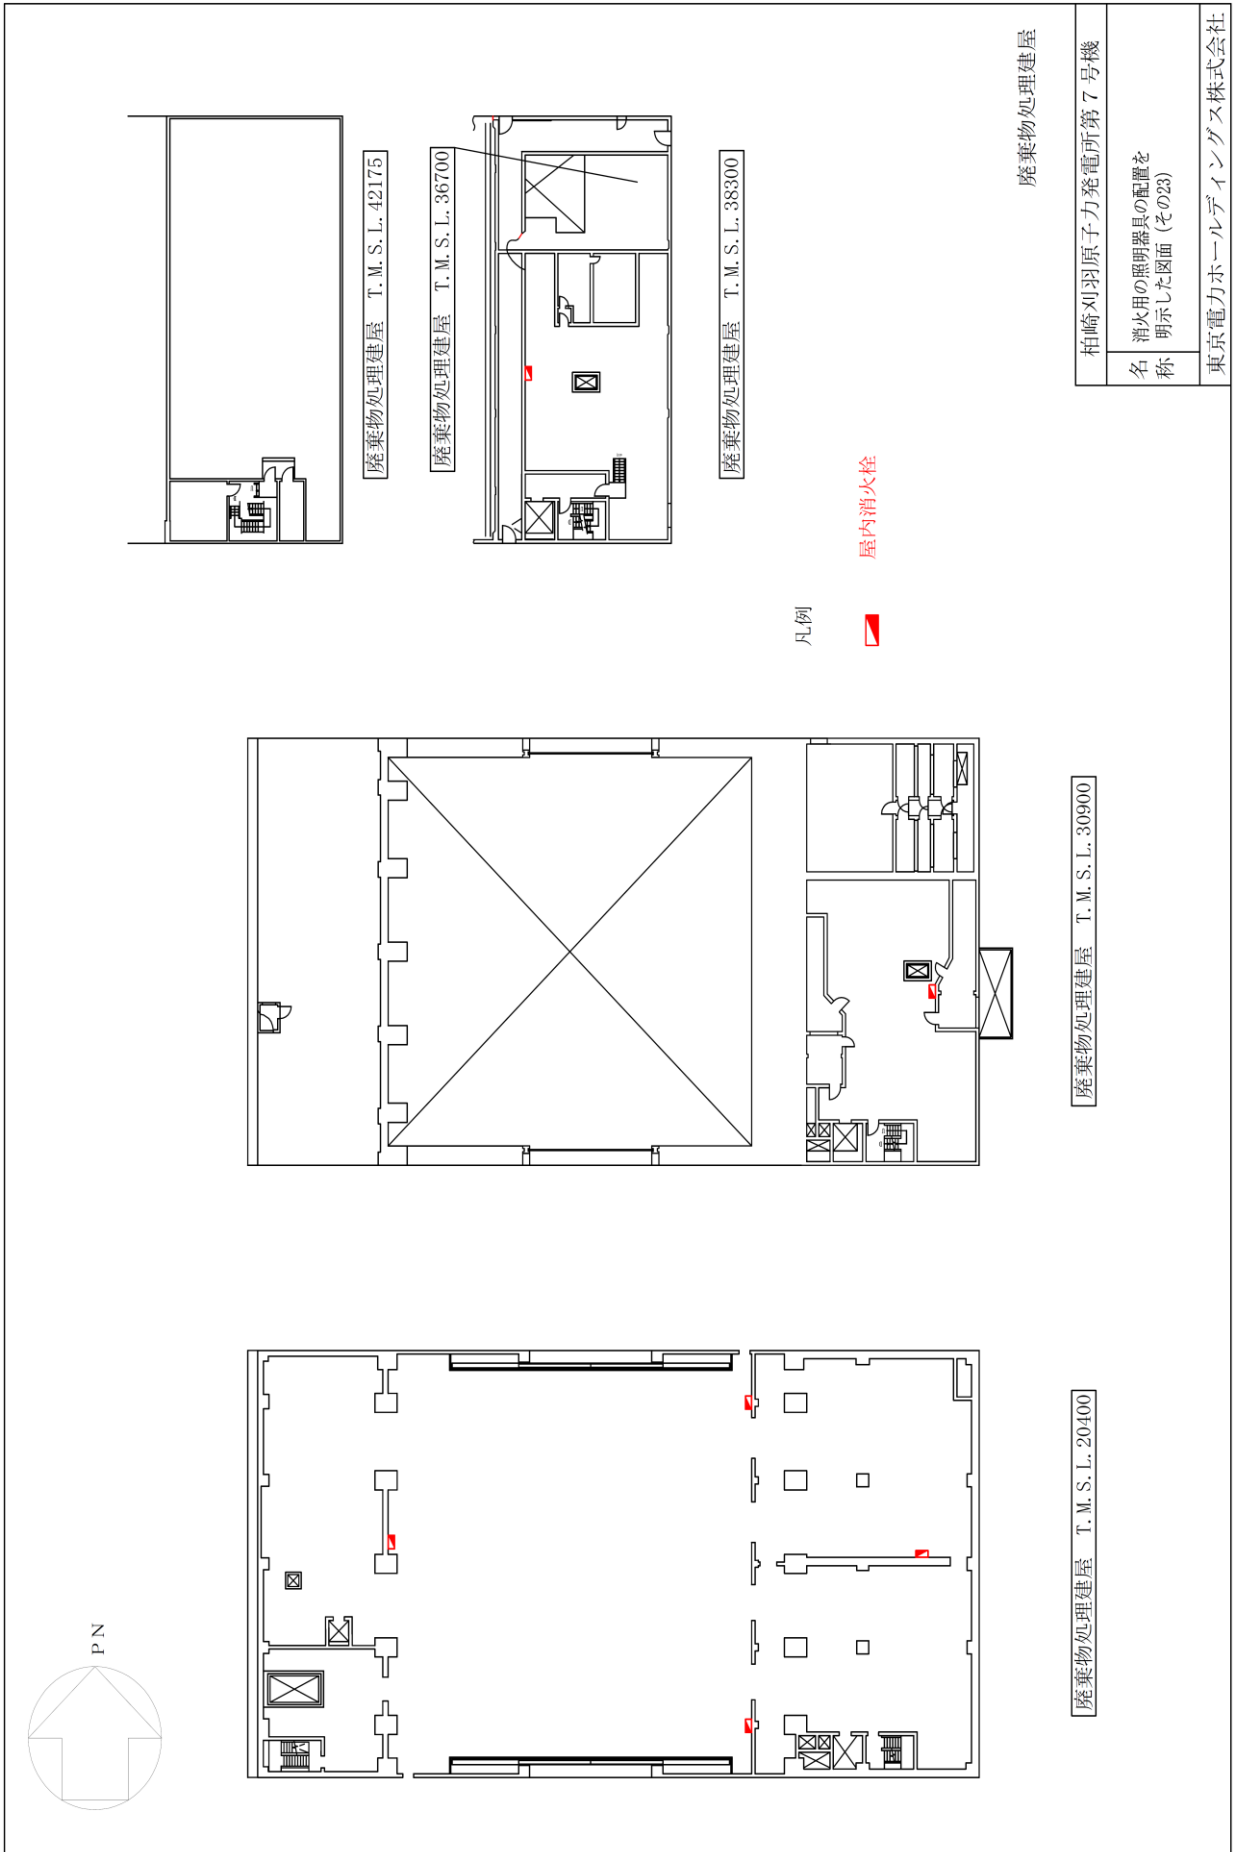 PN
廃棄物処理建屋 T.M.S.L. 20400
廃棄物処理建屋 T.M.S.L. 30900
廃棄物処理建屋 T.M.S.L. 42175
廃棄物処理建屋 T.M.S.L. 36700
廃棄物処理建屋 T.M.S.L. 38300
凡例
屋内消火栓
廃棄物処理建屋
柏崎刈羽原子力発電所第7号機
名称
消火用の照明器具の配置を
明示した図面(その23)
東京電力ホールディングス株式会社